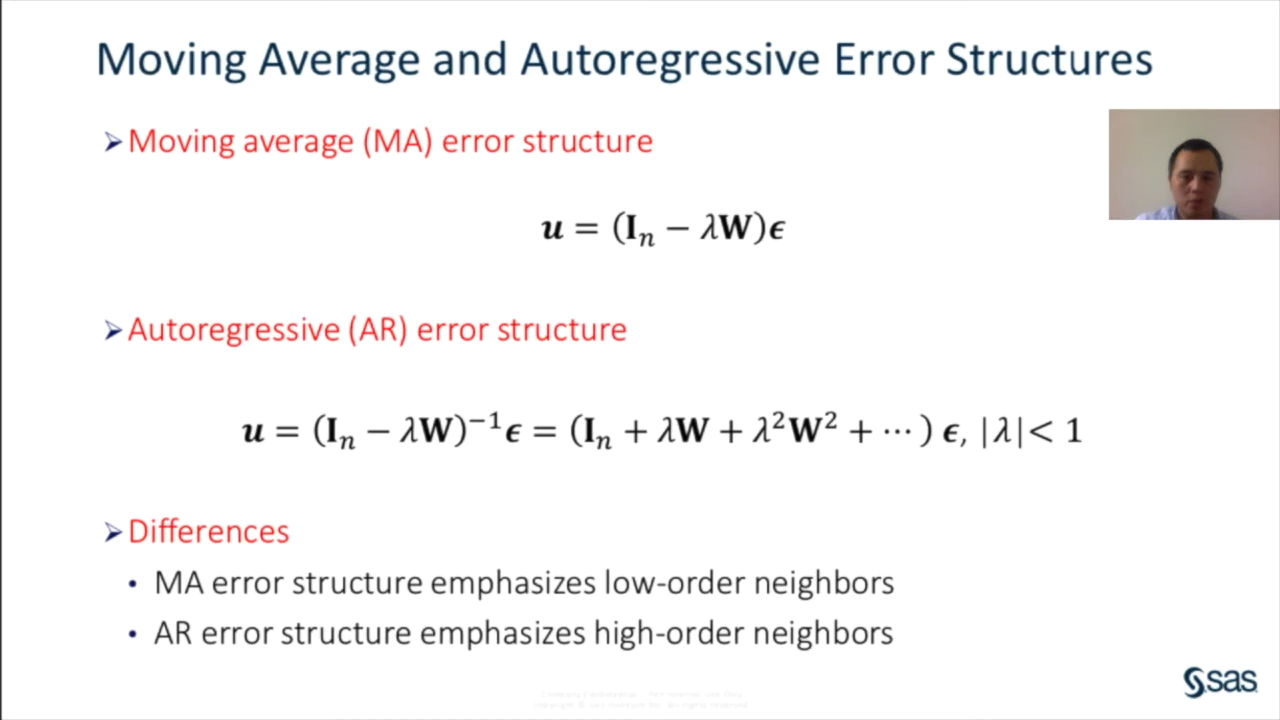 Moving Average and Autoregressive Error Structures
➢Moving average (MA) error structure
𝒖 = (𝐈ₙ − 𝜆𝐖)𝝐
➢Autoregressive (AR) error structure
𝒖 = (𝐈ₙ − 𝜆𝐖)⁻¹𝝐 = (𝐈ₙ + 𝜆𝐖 + 𝜆²𝐖² + ⋯ ) 𝝐, |𝜆|< 1
➢Differences
• MA error structure emphasizes low-order neighbors
• AR error structure emphasizes high-order neighbors
sas